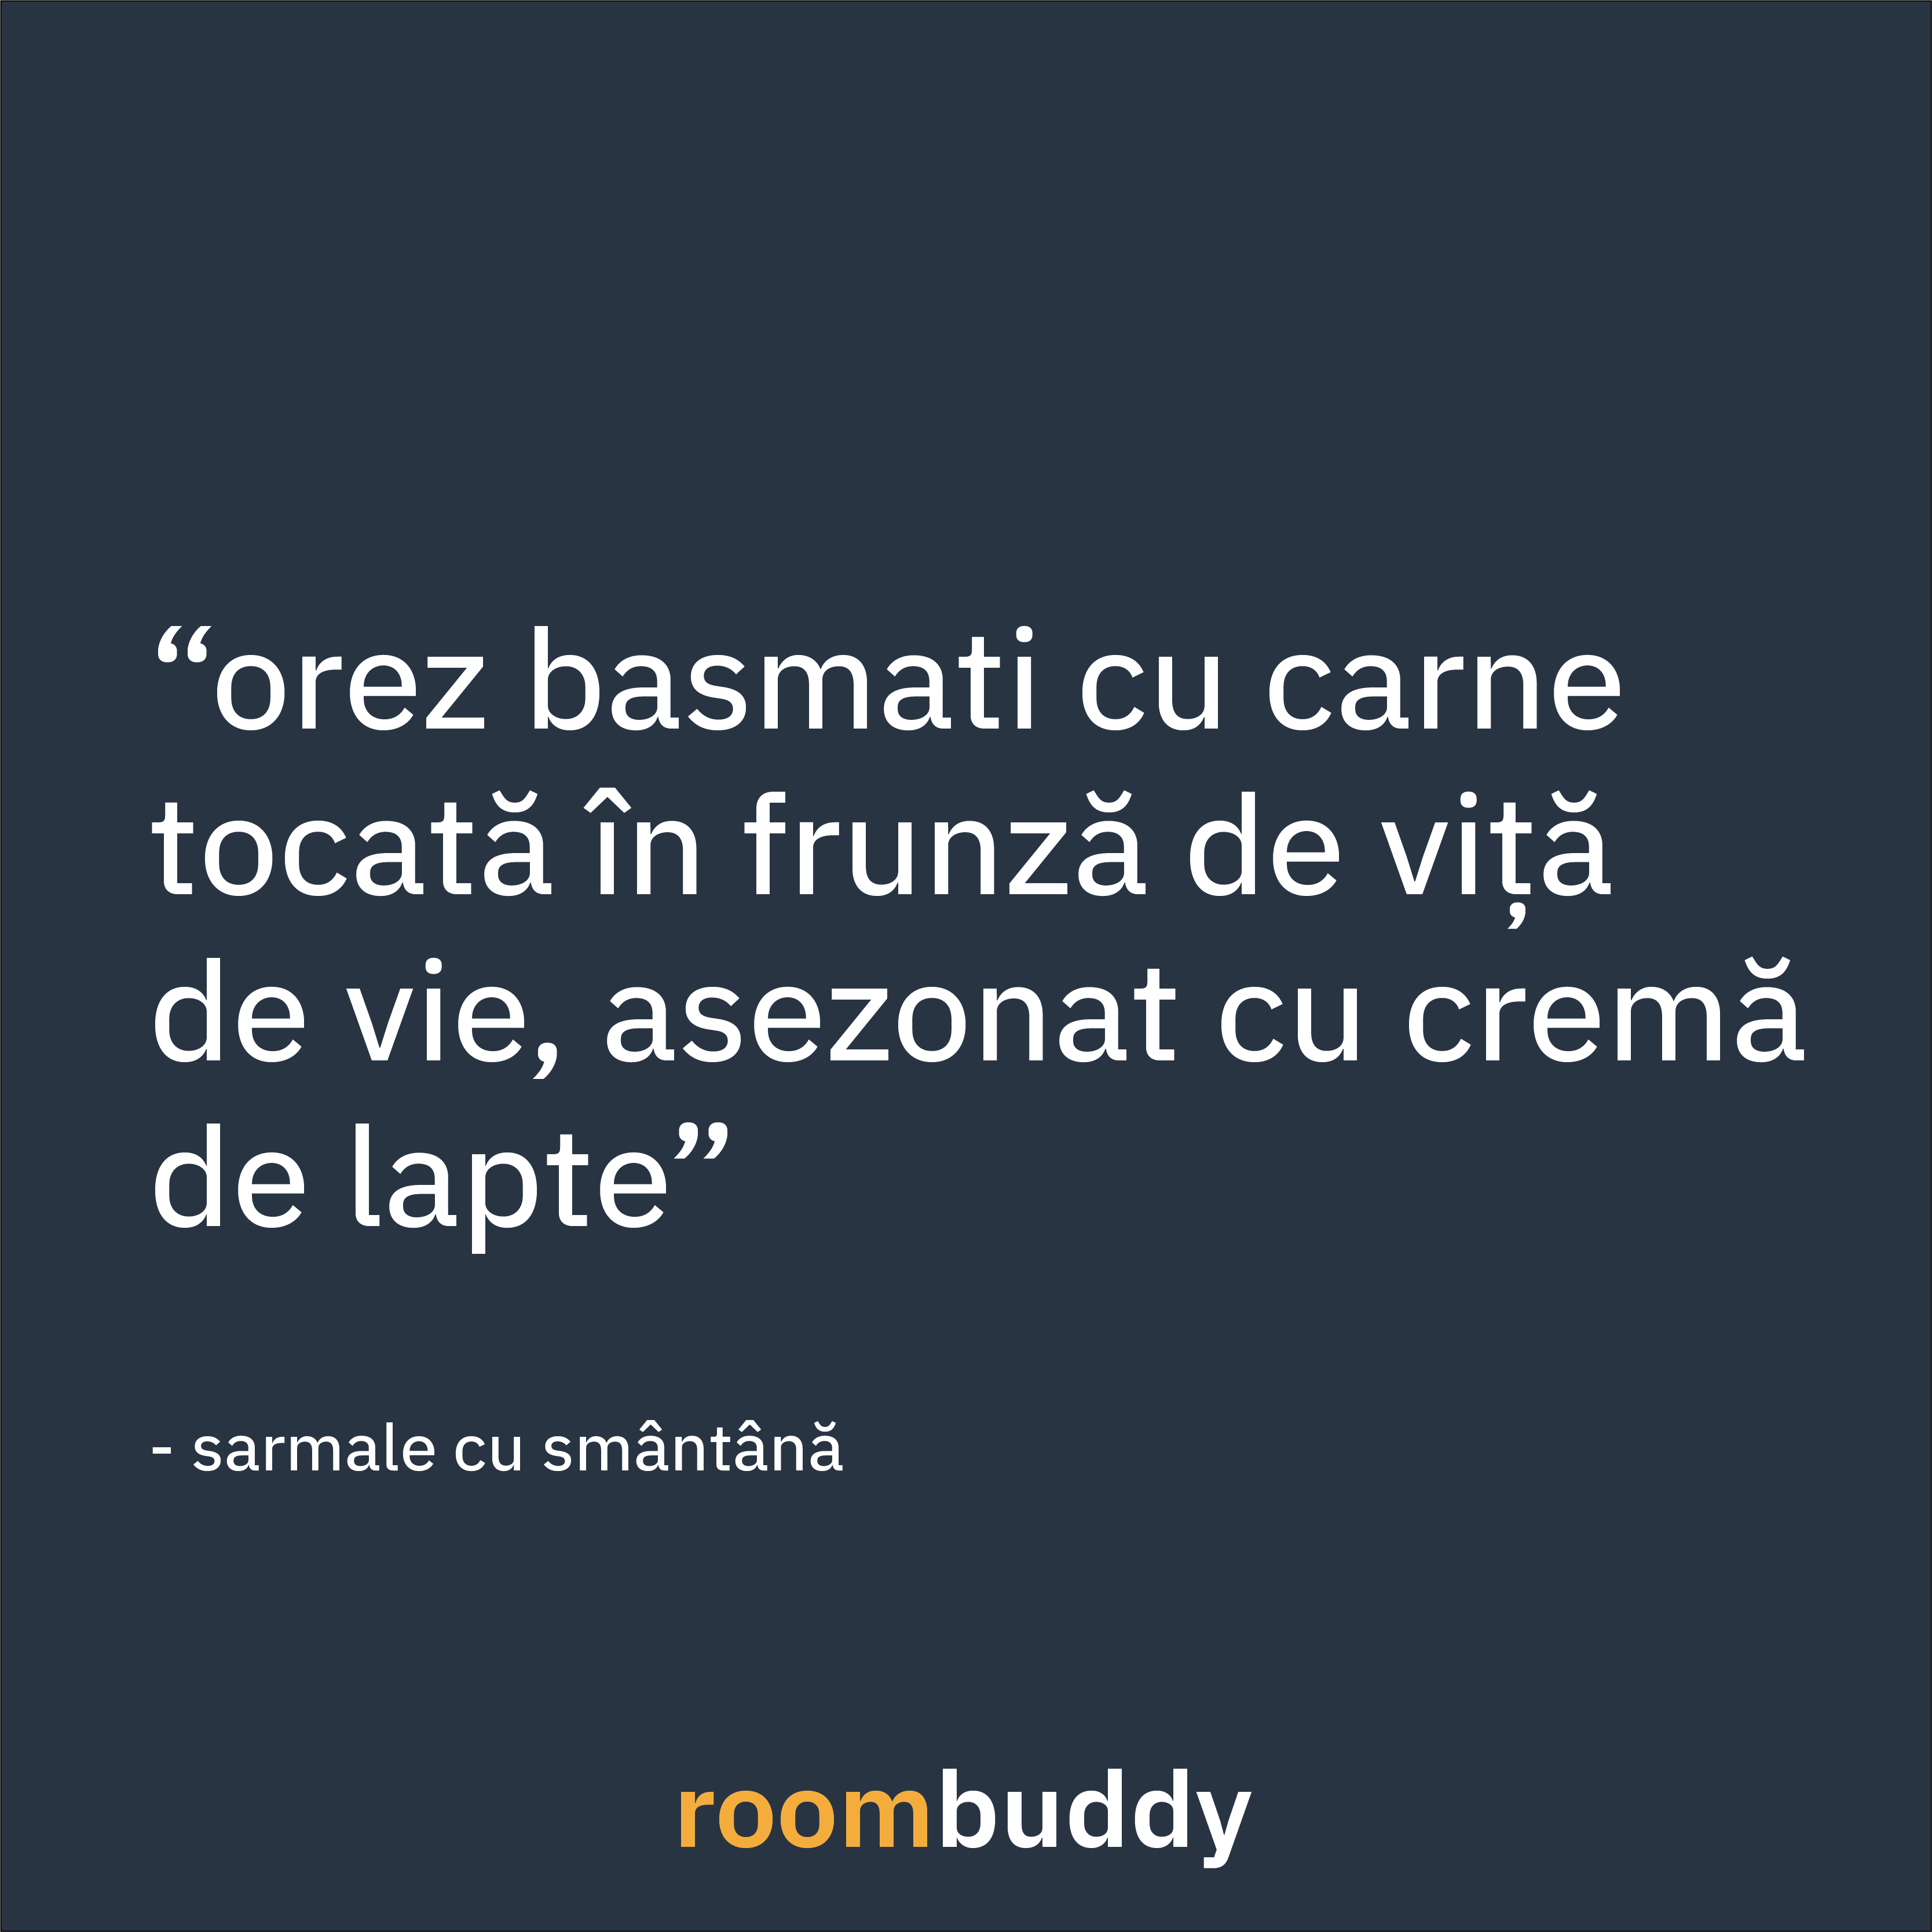 “orez basmati cu carne
tocată în frunză de viță
de vie, asezonat cu cremă
de lapte”
- sarmale cu smântână
roombuddy